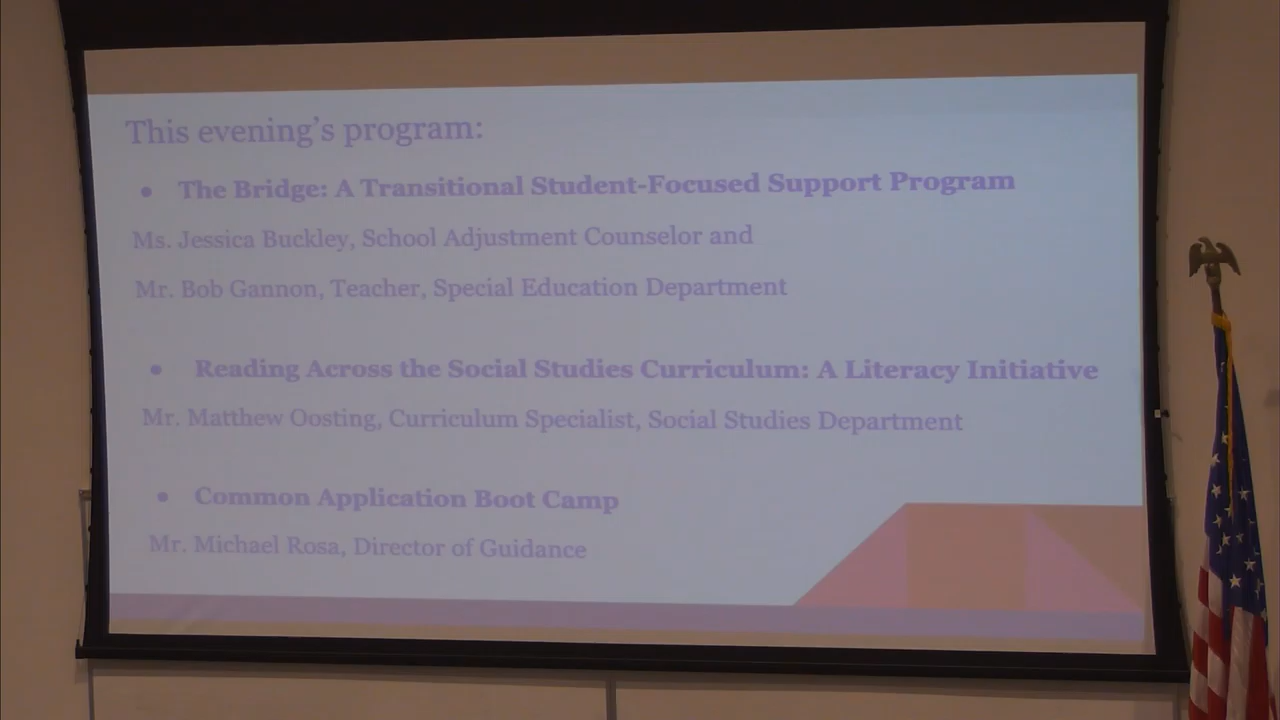 This evening's program:
● The Bridge: A Transitional Student-Focused Support Program
Ms. Jessica Buckley, School Adjustment Counselor and
Mr. Bob Gannon, Teacher, Special Education Department
● Reading Across the Social Studies Curriculum: A Literacy Initiative
Mr. Matthew Oosting, Curriculum Specialist, Social Studies Department
● Common Application Boot Camp
Mr. Michael Rosa, Director of Guidance